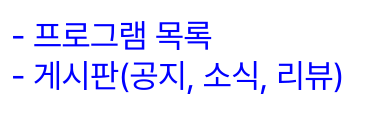 - 프로그램 목록
- 게시판(공지, 소식, 리뷰)